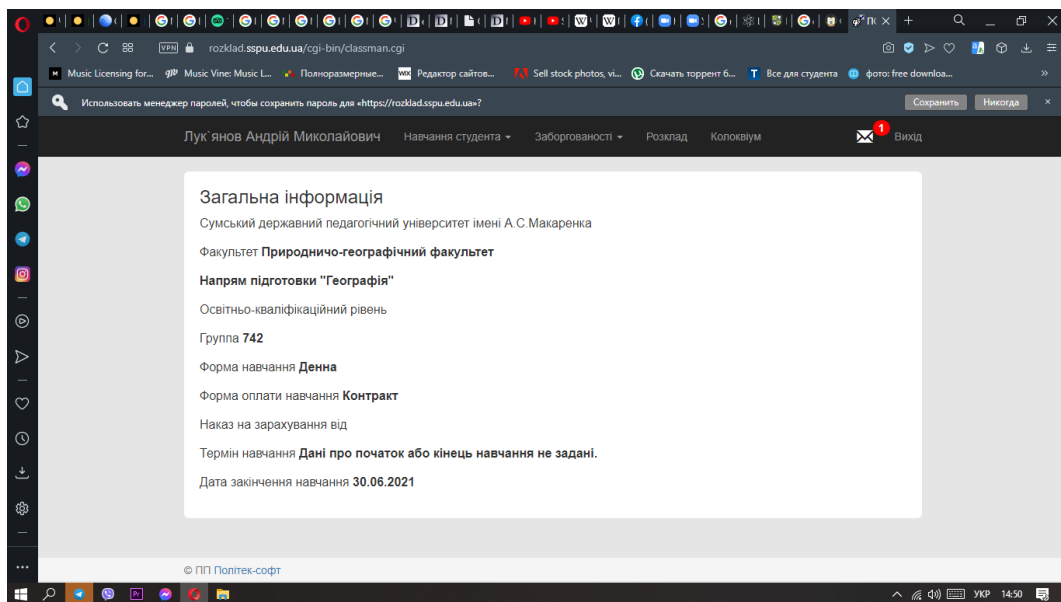 rozklad.sspu.edu.ua/cgi-bin/classman.cgi
VPN
Music Licensing for...
Music Vine: Music L...
Полноразмерные...
WIX
Редактор сайтов...
Sell stock photos, vi...
Скачать торрент б...
Все для студента
фото: free downloa...
Использовать менеджер паролей, чтобы сохранить пароль для «https://rozklad.sspu.edu.ua»?
Сохранить
Никогда
Лук`янов Андрій Миколайович
Навчання студента
Заборгованості
Розклад
Колоквіум
1
Вихід
Загальна інформація
Сумський державний педагогічний університет імені А.С.Макаренка
Факультет Природничо-географічний факультет
Напрям підготовки "Географія"
Освітньо-кваліфікаційний рівень
Группа 742
Форма навчання Денна
Форма оплати навчання Контракт
Наказ на зарахування від
Термін навчання Дані про початок або кінець навчання не задані.
Дата закінчення навчання 30.06.2021
© ПП Політек-софт
Pr
УКР
14:50